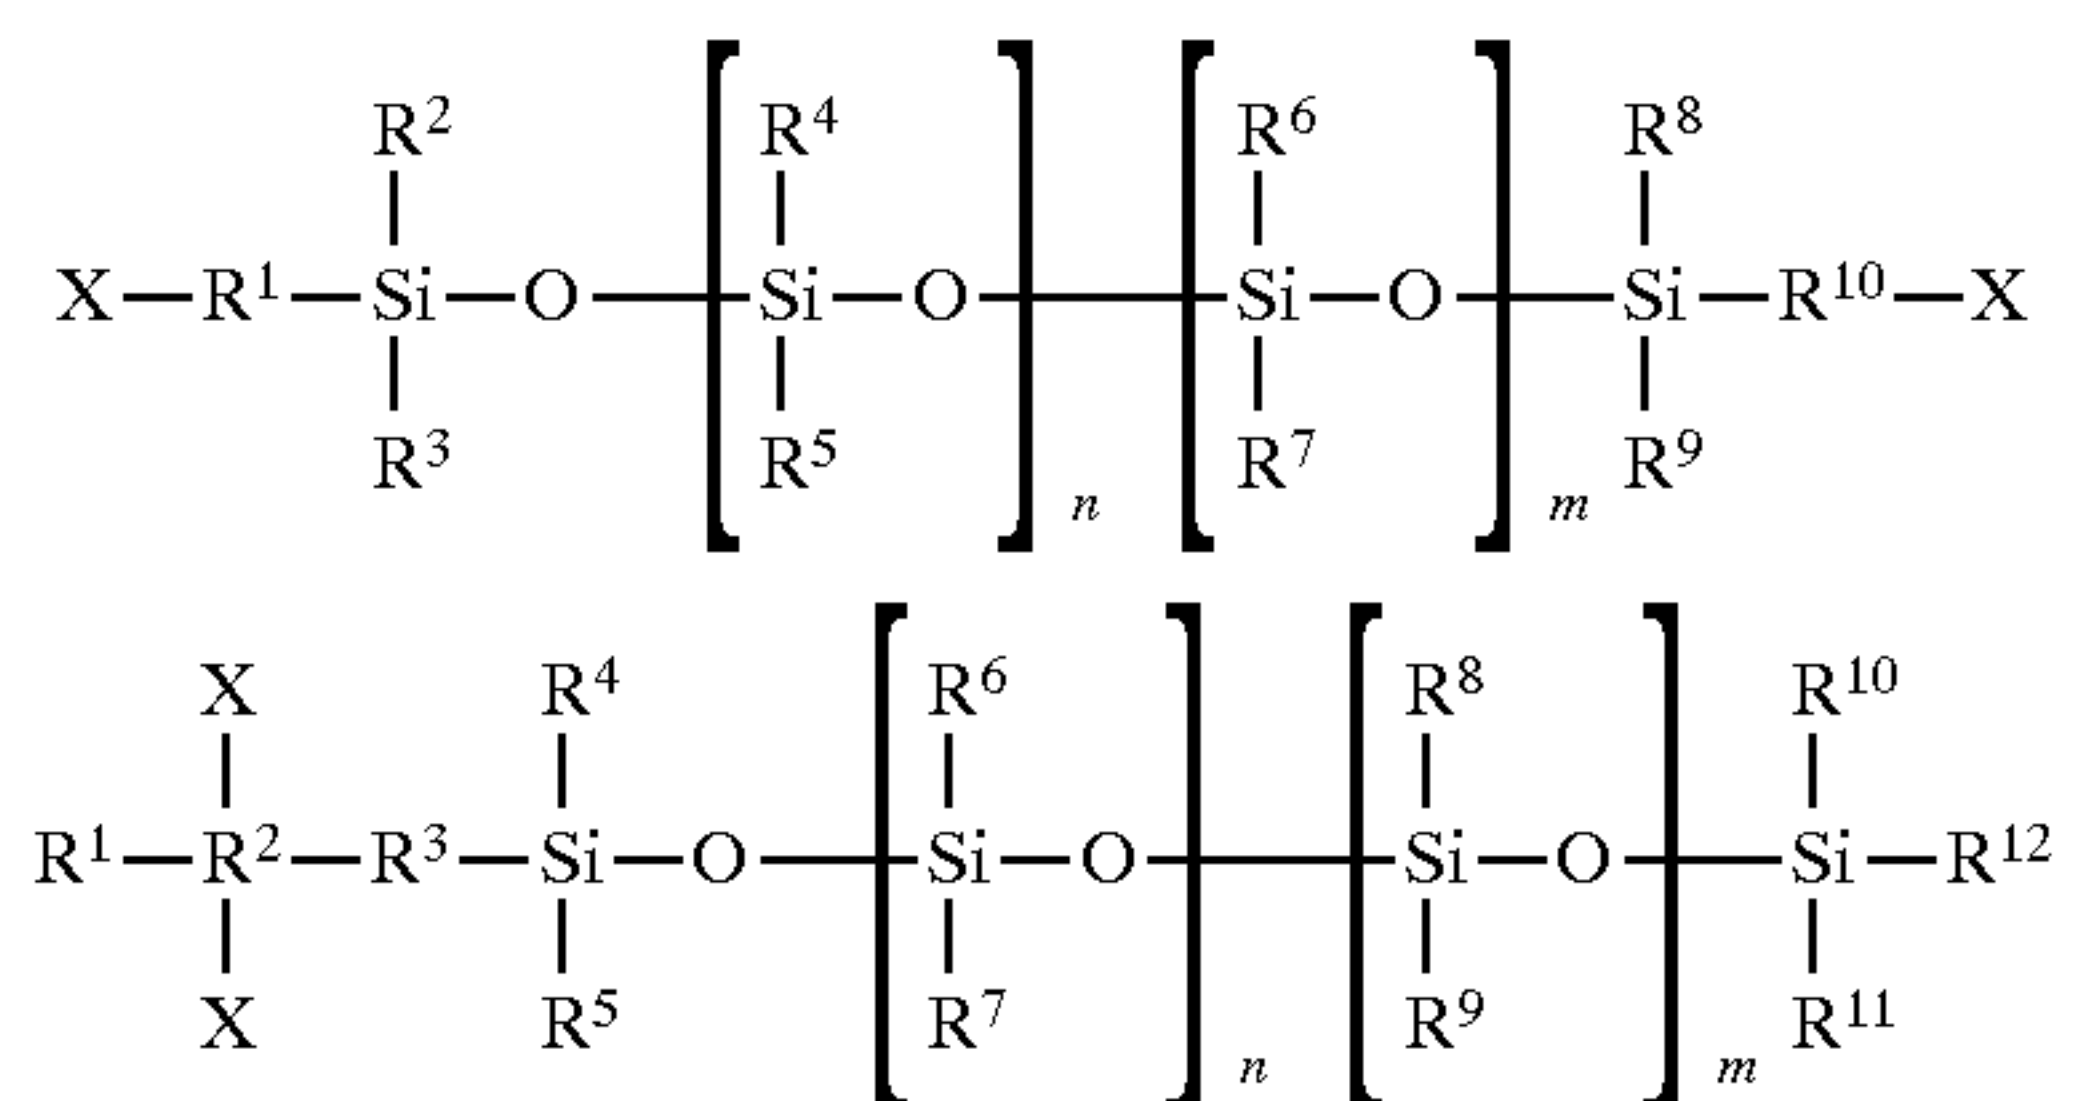 R² R⁴ R⁶ R⁸
X—R¹—Si—O—[Si—O]—[Si—O]—Si—R¹⁰—X
R³ R⁵ R⁷ R⁹
n m
X R⁴ R⁶ R⁸ R¹⁰
R¹—R²—R³—Si—O—[Si—O]—[Si—O]—Si—R¹²
X R⁵ R⁷ R⁹ R¹¹
n m